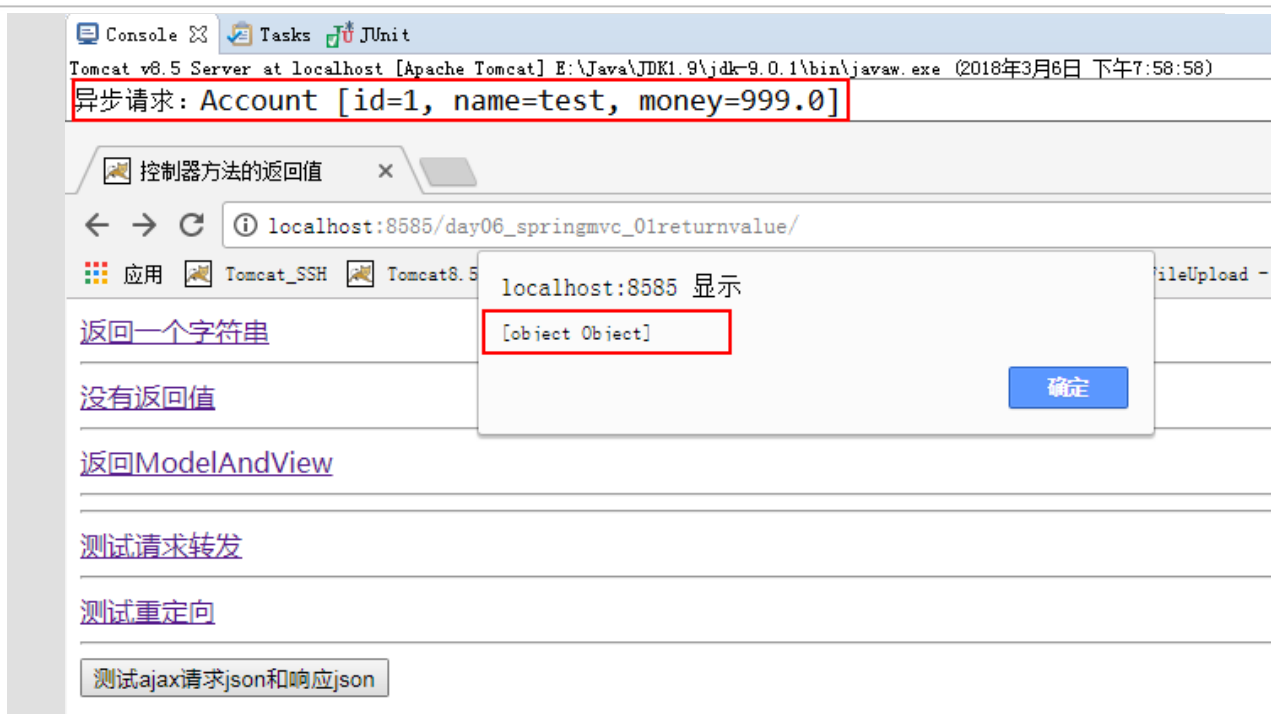 Console Tasks JUnit
Tomcat v8.5 Server at localhost [Apache Tomcat] E:\Java\JDK1.9\jdk-9.0.1\bin\javaw.exe (2018年3月6日 下午7:58:58)
异步请求：Account [id=1, name=test, money=999.0]
控制器方法的返回值
localhost:8585/day06_springmvc_01returnvalue/
应用 Tomcat_SSH Tomcat8.5 FileUpload -
localhost:8585 显示
[object Object]
确定
返回一个字符串
没有返回值
返回ModelAndView
测试请求转发
测试重定向
测试ajax请求json和响应json